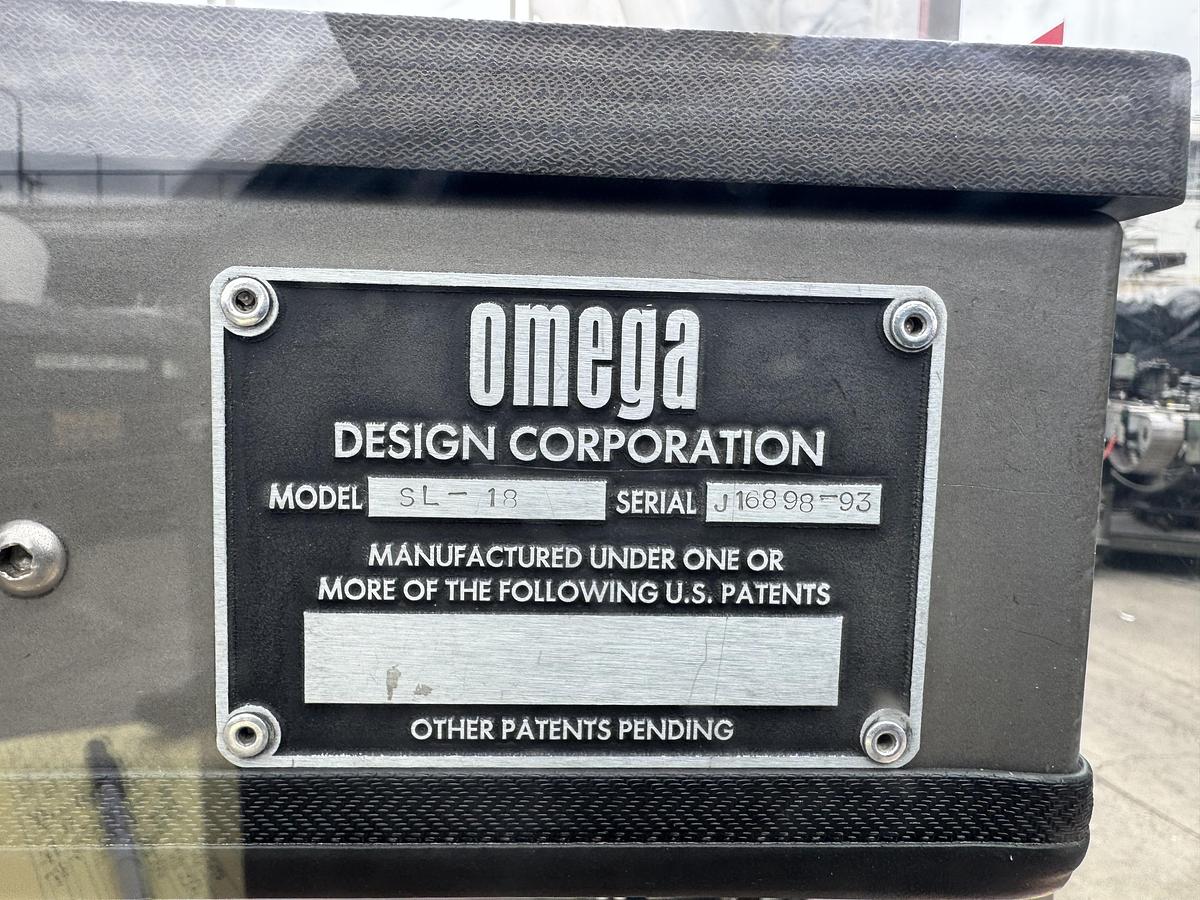 omega
DESIGN CORPORATION
MODEL SL-18 SERIAL J16898-93
MANUFACTURED UNDER ONE OR
MORE OF THE FOLLOWING U.S. PATENTS
OTHER PATENTS PENDING